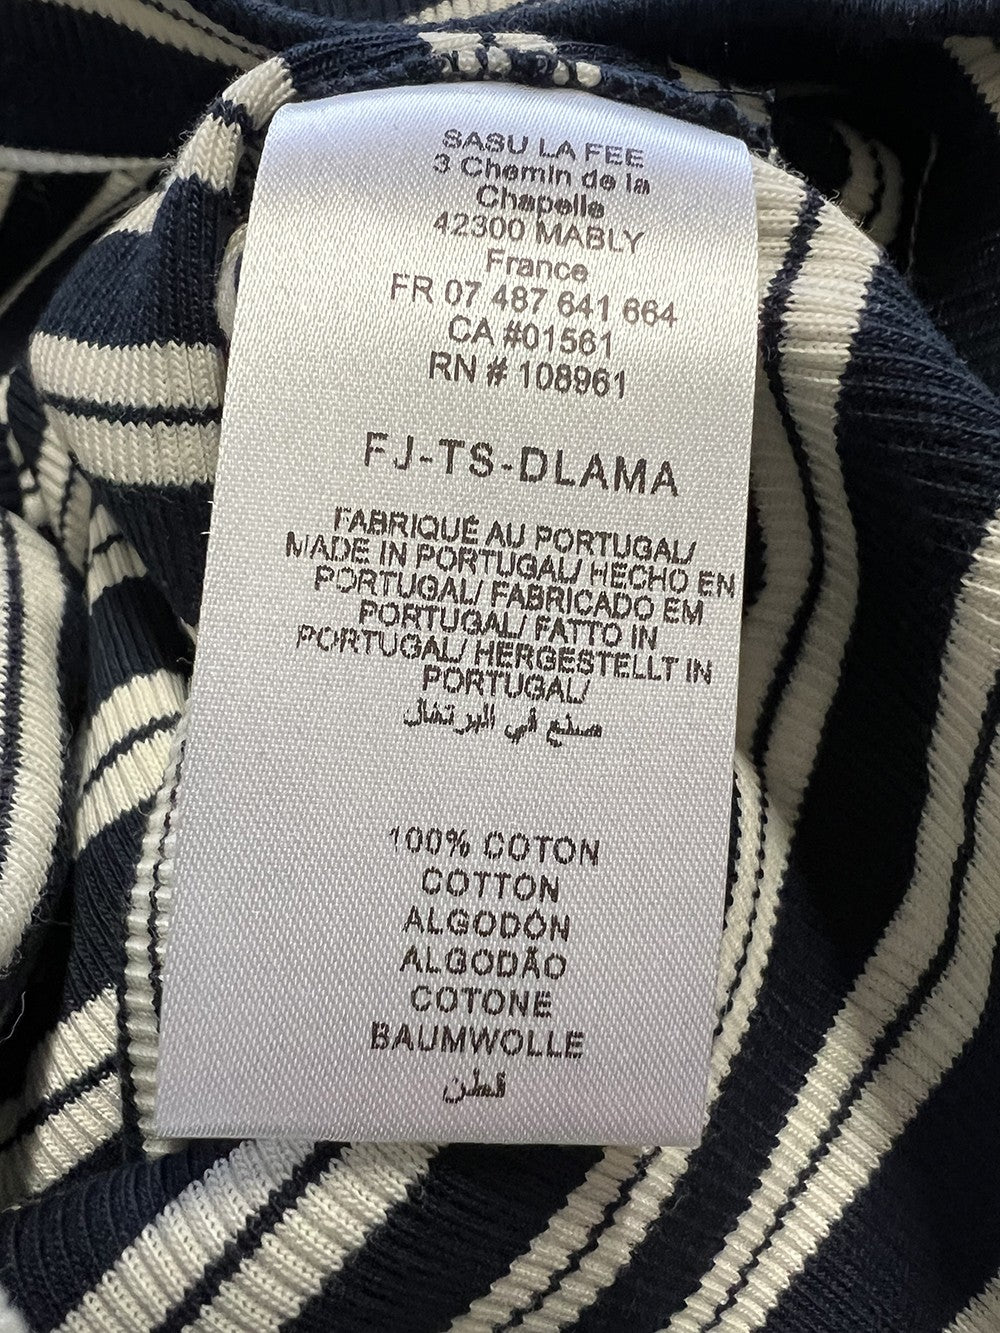 SASU LA FEE
3 Chemin de la
Chapelle
42300 MABLY
France
FR 07 487 641 664
CA #01561
RN # 108961
FJ-TS-DLAMA
FABRIQUÉ AU PORTUGAL/
MADE IN PORTUGAL/ HECHO EN
PORTUGAL/ FABRICADO EM
PORTUGAL/ FATTO IN
PORTUGAL/ HERGESTELLT IN
PORTUGAL/
صنع في البرتغال
100% COTON
COTTON
ALGODÓN
ALGODÃO
COTONE
BAUMWOLLE
قطن